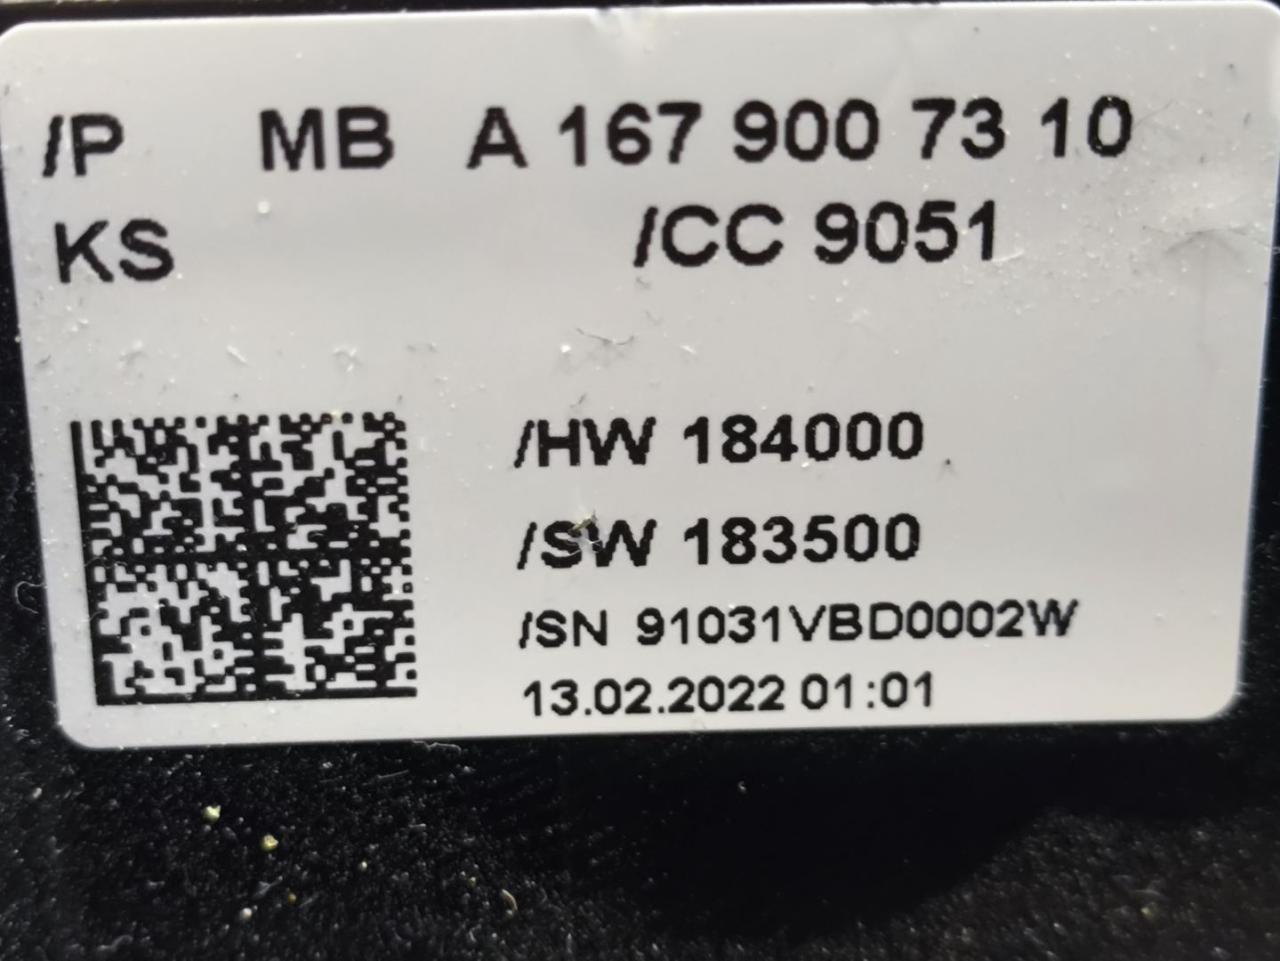 /P MB A 167 900 73 10
KS /CC 9051
/HW 184000
/SW 183500
/SN 91031VBD0002W
13.02.2022 01:01